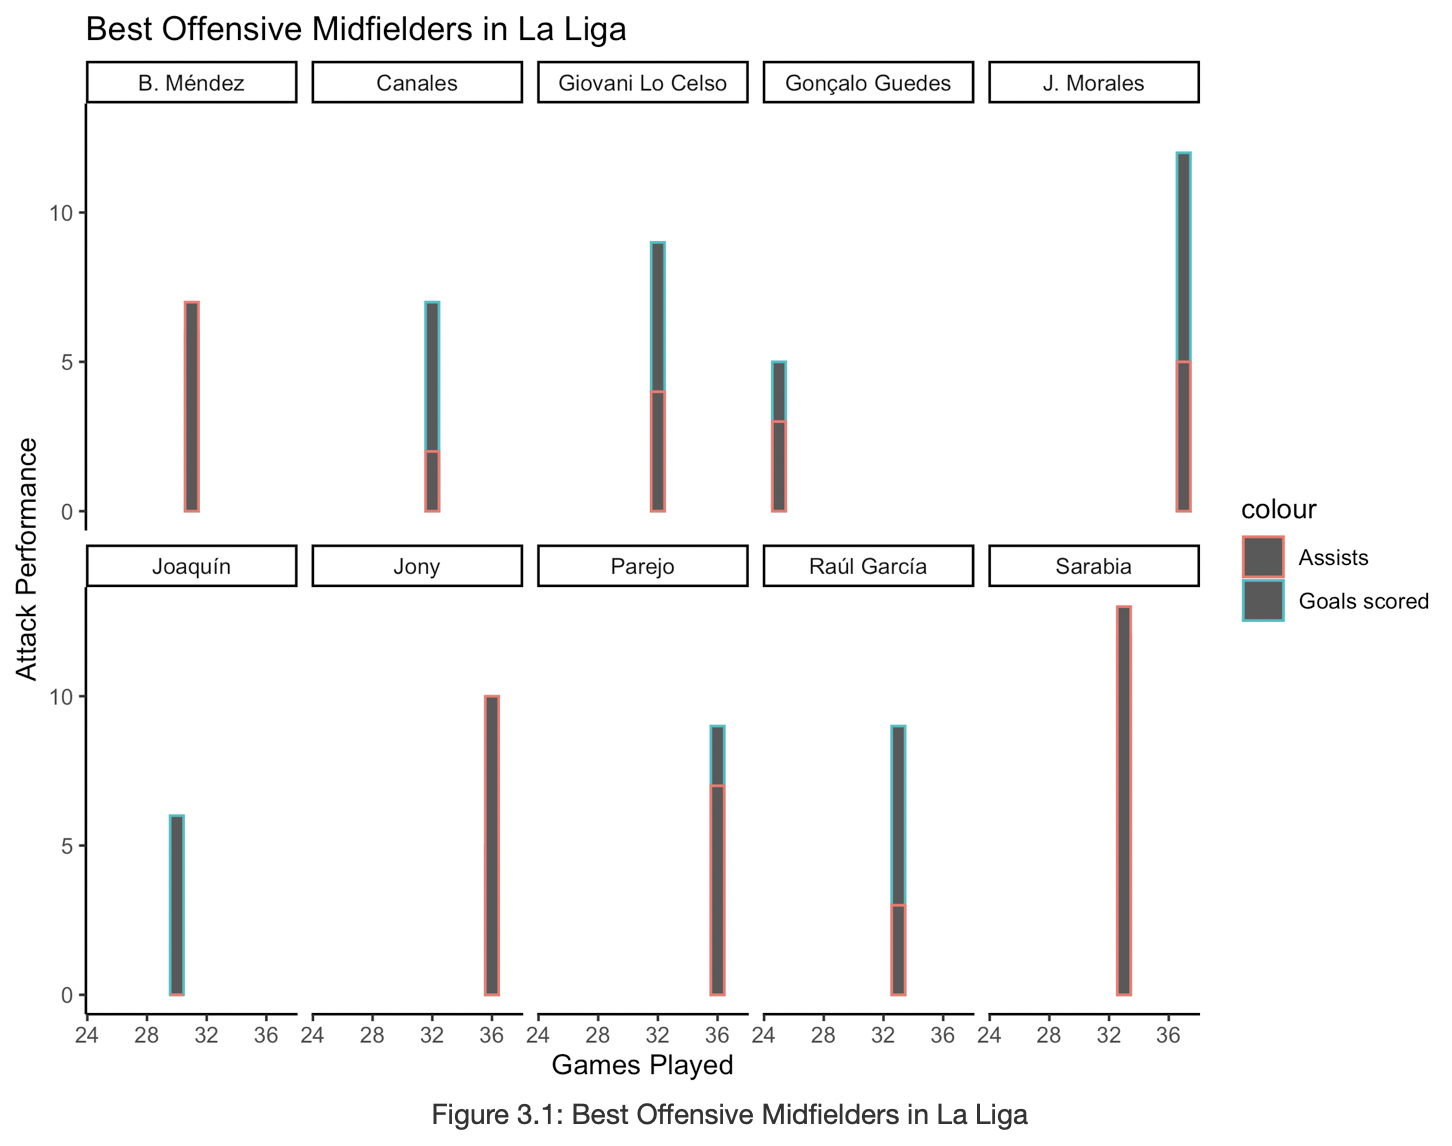 Best Offensive Midfielders in La Liga
B. Méndez
Canales
Giovani Lo Celso
Gonçalo Guedes
J. Morales
10
5
0
Attack Performance
Joaquín
Jony
Parejo
Raúl García
Sarabia
10
5
0
24 28 32 36 24 28 32 36 24 28 32 36 24 28 32 36 24 28 32 36
Games Played
colour
Assists
Goals scored
Figure 3.1: Best Offensive Midfielders in La Liga